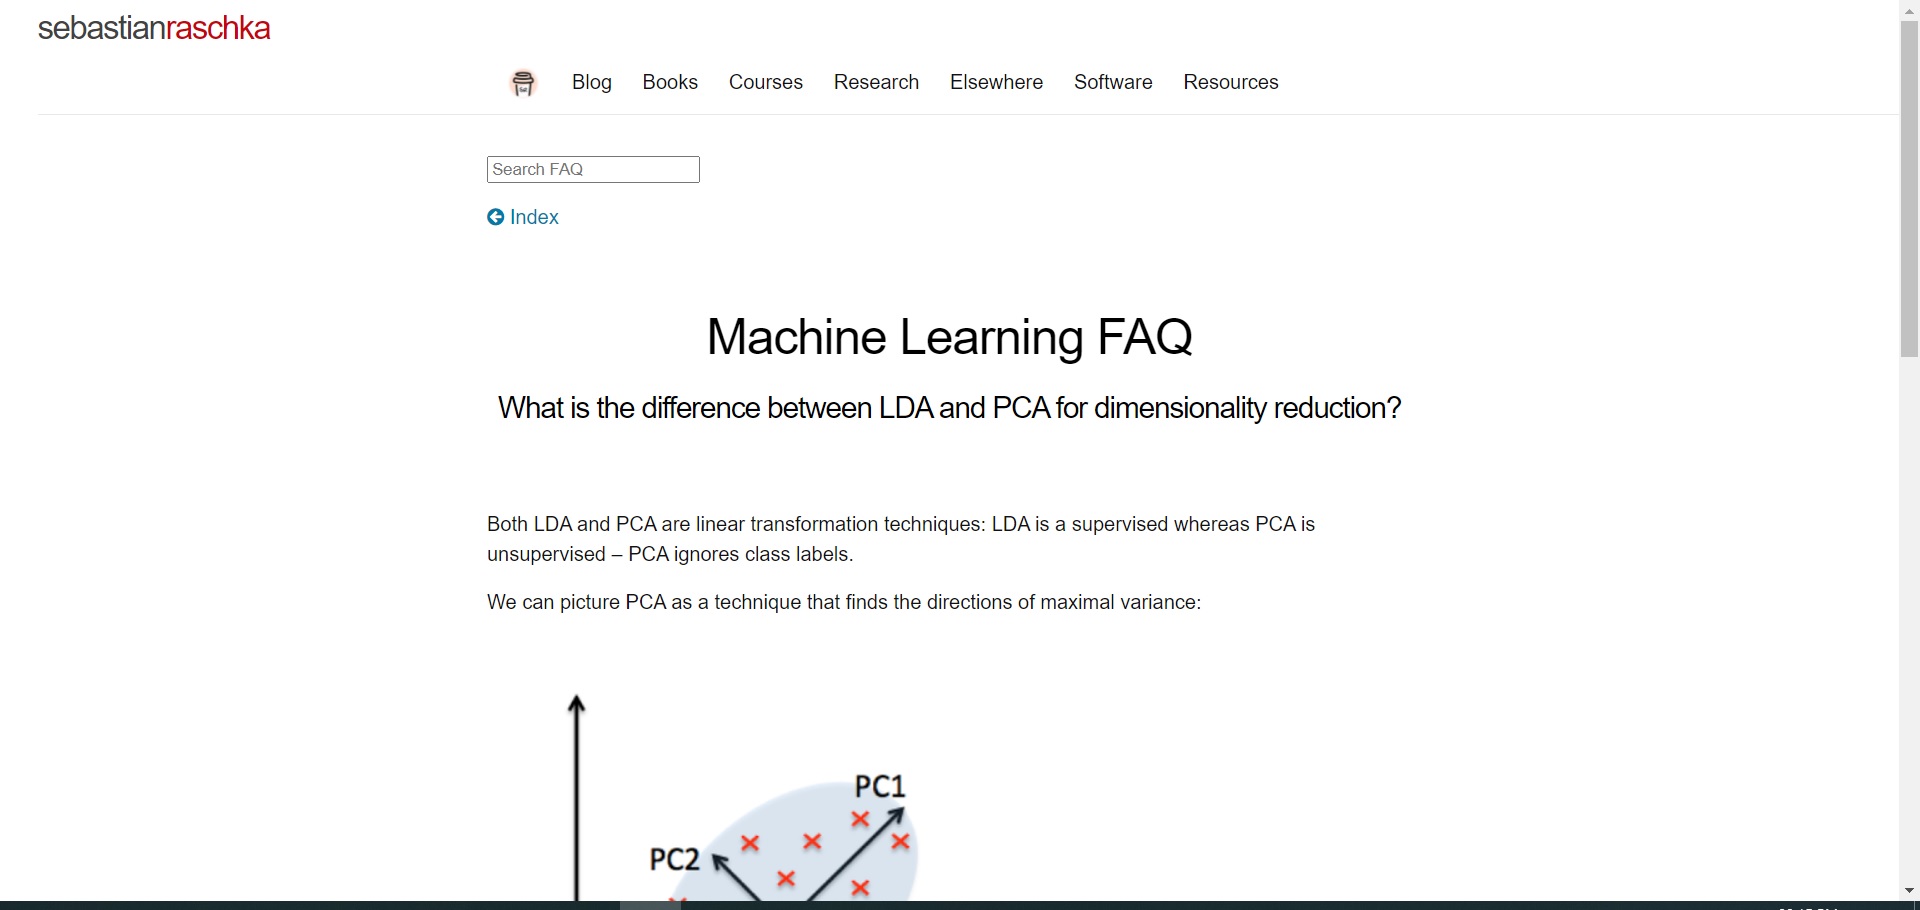 sebastianraschka
Blog Books Courses Research Elsewhere Software Resources
Search FAQ
Index
Machine Learning FAQ
What is the difference between LDA and PCA for dimensionality reduction?
Both LDA and PCA are linear transformation techniques: LDA is a supervised whereas PCA is
unsupervised – PCA ignores class labels.
We can picture PCA as a technique that finds the directions of maximal variance:
PC1
PC2